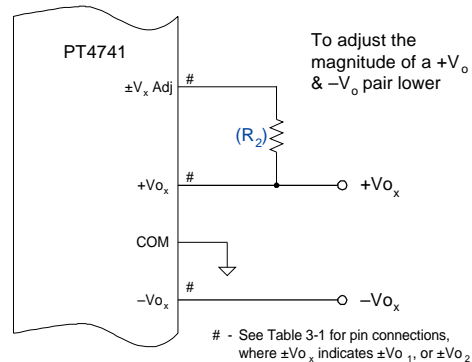 PT4741
To adjust the
magnitude of a +Vo
& –Vo pair lower
±Vx Adj
#
(R2)
+Vox
#
+Vox
COM
–Vox
#
–Vox
# - See Table 3-1 for pin connections,
where ±Vox indicates ±Vo1, or ±Vo2